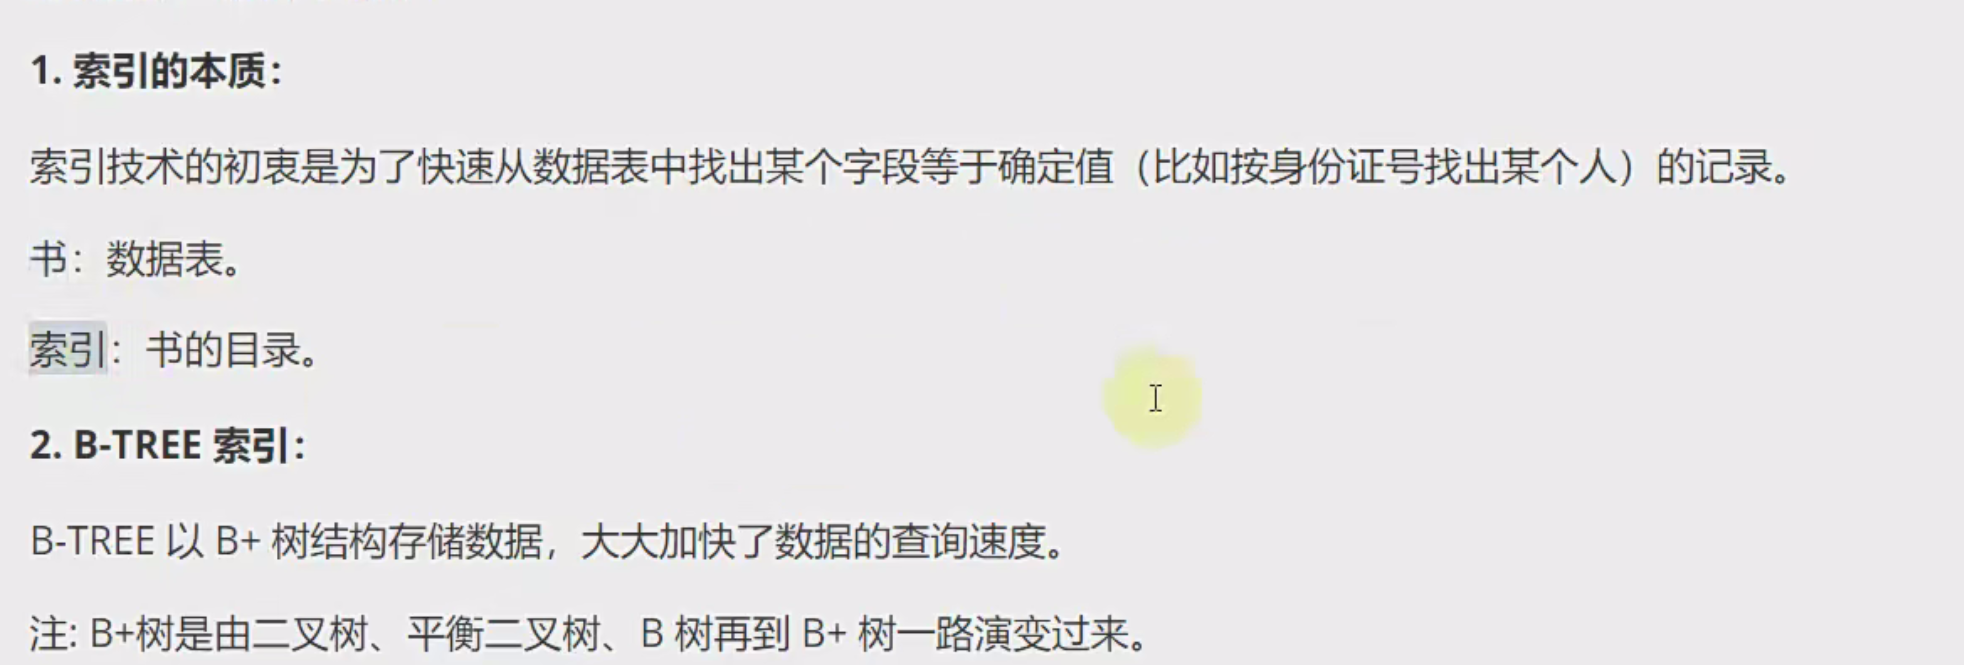 1. 索引的本质：
索引技术的初衷是为了快速从数据表中找出某个字段等于确定值（比如按身份证号找出某个人）的记录。
书：数据表。
索引：书的目录。
2. B-TREE 索引：
B-TREE 以 B+ 树结构存储数据，大大加快了数据的查询速度。
注: B+树是由二叉树、平衡二叉树、B 树再到 B+ 树一路演变过来。